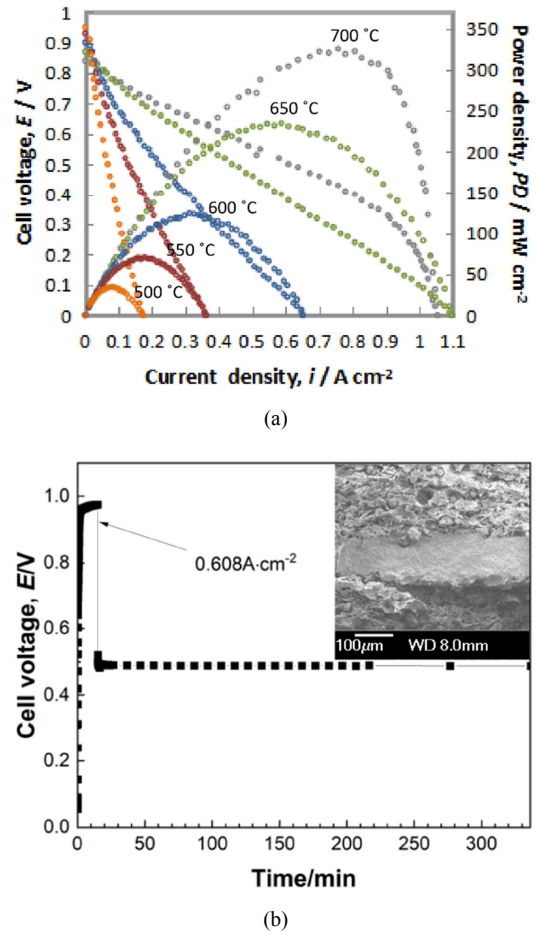 1
0.9
0.8
0.7
0.6
0.5
0.4
0.3
0.2
0.1
0
Cell voltage, E / V
700 ˚C
650 ˚C
600 ˚C
550 ˚C
500 ˚C
350
300
250
200
150
100
50
0
Power density, PD / mW cm-2
0 0.1 0.2 0.3 0.4 0.5 0.6 0.7 0.8 0.9 1 1.1
Current density, i / A cm-2
(a)
1.0
0.8
0.6
0.4
0.2
0.0
Cell voltage, E/V
0.608A·cm-2
100μm WD 8.0mm
0 50 100 150 200 250 300
Time/min
(b)